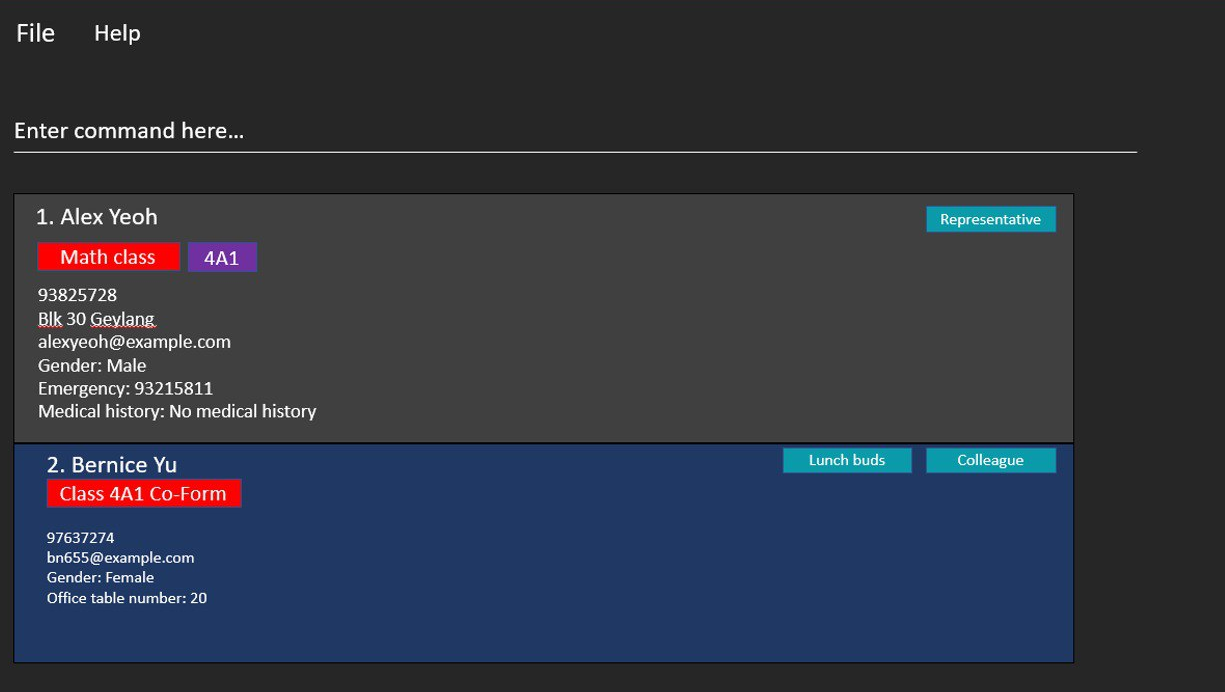 File Help
Enter command here...
1. Alex Yeoh
Representative
Math class 4A1
93825728
Blk 30 Geylang
alexyeoh@example.com
Gender: Male
Emergency: 93215811
Medical history: No medical history
2. Bernice Yu
Lunch buds Colleague
Class 4A1 Co-Form
97637274
bn655@example.com
Gender: Female
Office table number: 20